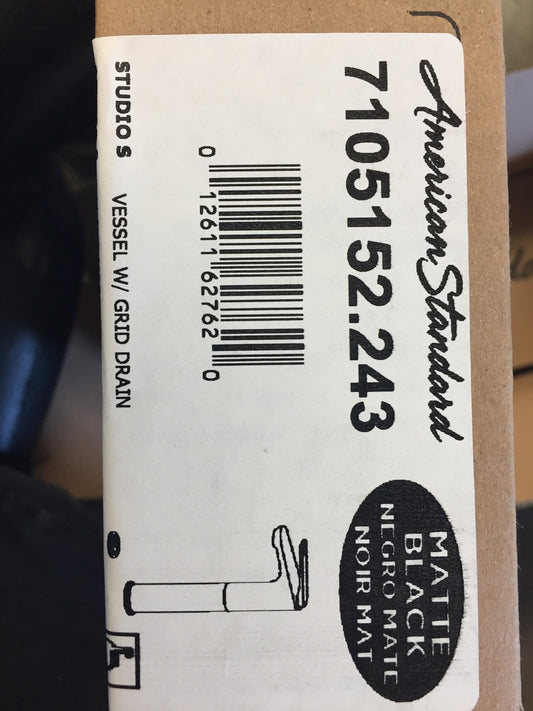 American Standard
7105152.243
0 12611 62762 0
STUDIO S VESSEL W/ GRID DRAIN
MATTE
BLACK
NEGRO MATE
NOIR MAT